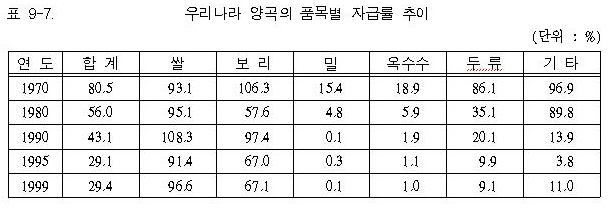 표 9-7. 우리나라 양곡의 품목별 자급률 추이
(단위 : %)
연 도 합 계 쌀 보 리 밀 옥수수 두 류 기 타
1970 80.5 93.1 106.3 15.4 18.9 86.1 96.9
1980 56.0 95.1 57.6 4.8 5.9 35.1 89.8
1990 43.1 108.3 97.4 0.1 1.9 20.1 13.9
1995 29.1 91.4 67.0 0.3 1.1 9.9 3.8
1999 29.4 96.6 67.1 0.1 1.0 9.1 11.0